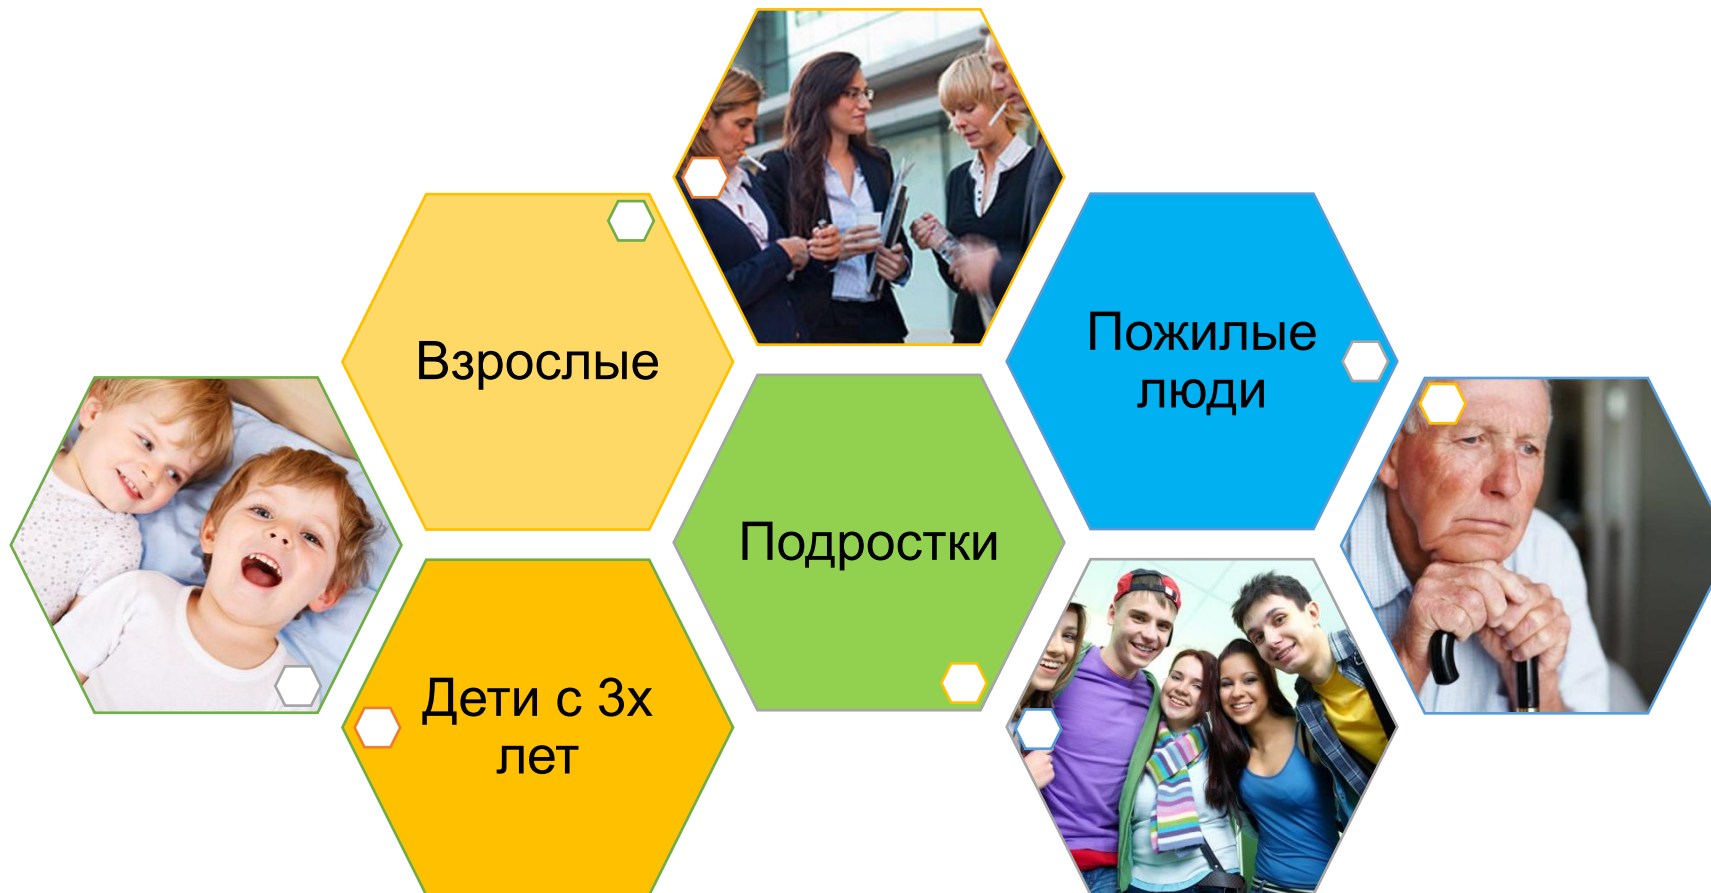 Взрослые
Пожилые
люди
Подростки
Дети с 3х
лет